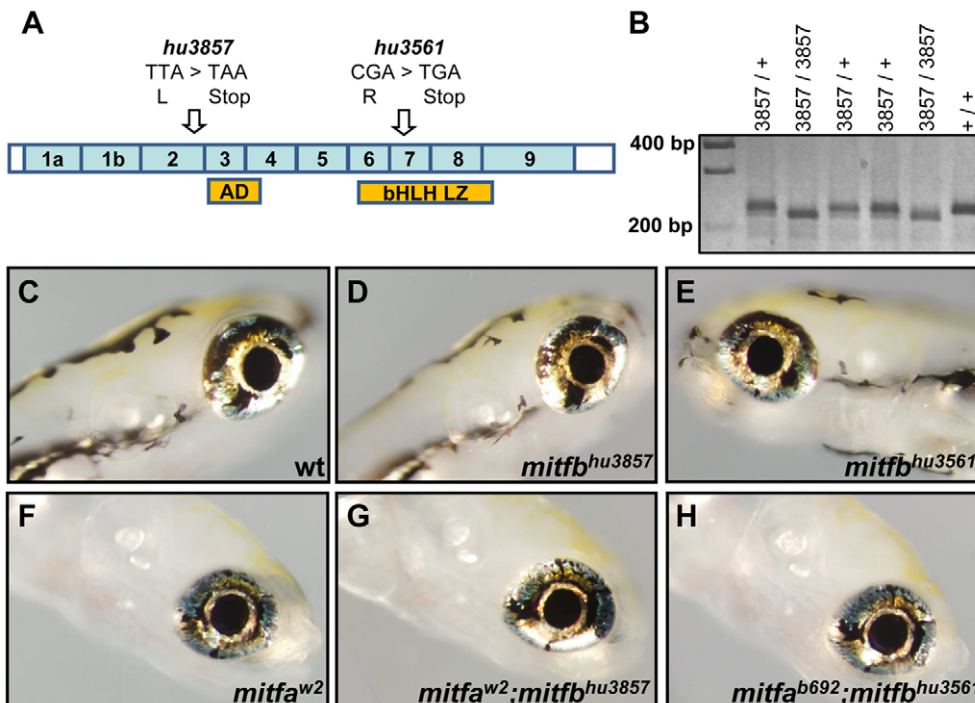 A
hu3857
TTA > TAA
L Stop
hu3561
CGA > TGA
R Stop
1a 1b 2 3 4 5 6 7 8 9
AD
bHLH LZ
B
3857 / +
3857 / 3857
3857 / +
3857 / +
3857 / 3857
+ / +
400 bp
200 bp
C
wt
D
mitfbhu3857
E
mitfbhu3561
F
mitfaw2
G
mitfaw2;mitfbhu3857
H
mitfab692;mitfbhu3561